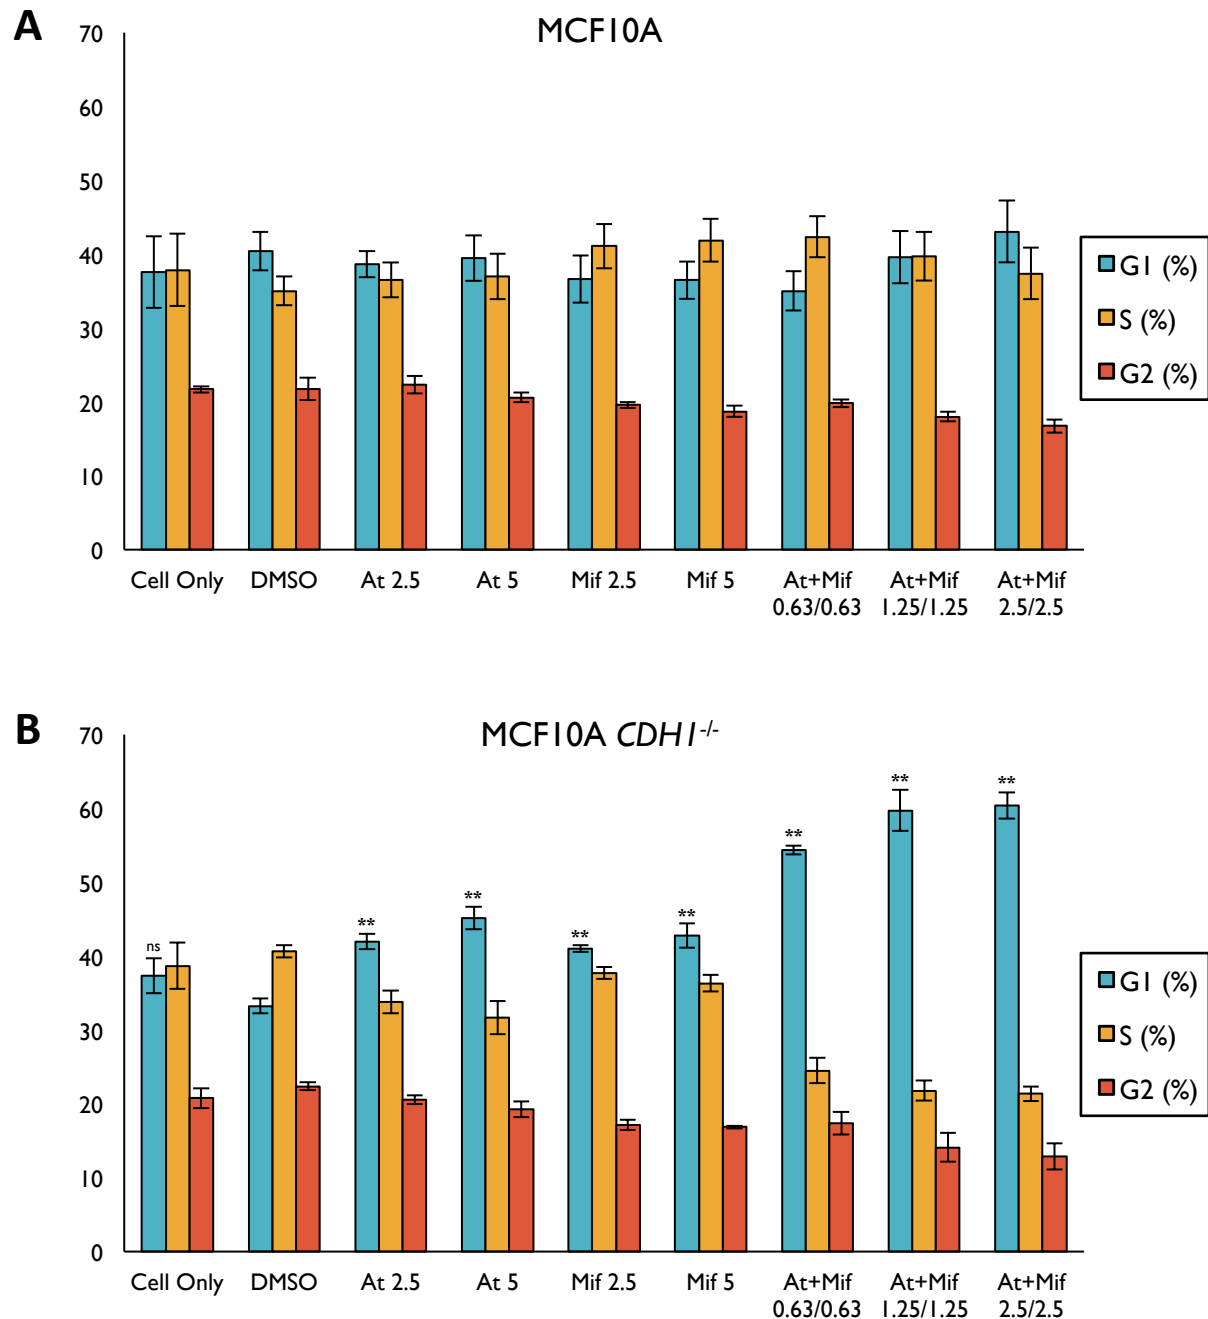 A
MCF10A
70
60
50
40
30
20
10
0
G1 (%)
S (%)
G2 (%)
Cell Only DMSO At 2.5 At 5 Mif 2.5 Mif 5 At+Mif At+Mif At+Mif
0.63/0.63 1.25/1.25 2.5/2.5
B
MCF10A CDH1-/-
70
60
50
40
30
20
10
0
ns
**
**
**
**
**
**
**
G1 (%)
S (%)
G2 (%)
Cell Only DMSO At 2.5 At 5 Mif 2.5 Mif 5 At+Mif At+Mif At+Mif
0.63/0.63 1.25/1.25 2.5/2.5